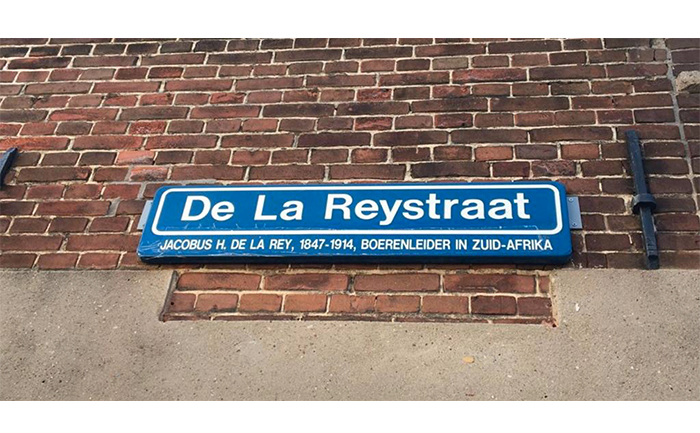 De La Reystraat
JACOBUS H. DE LA REY, 1847-1914, BOERENLEIDER IN ZUID-AFRIKA